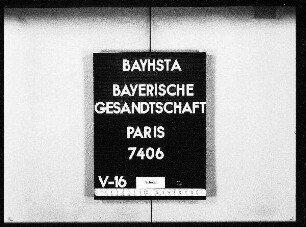 BAYHSTA
BAYERISCHE
GESANDTSCHAFT
PARIS
7406
V-16